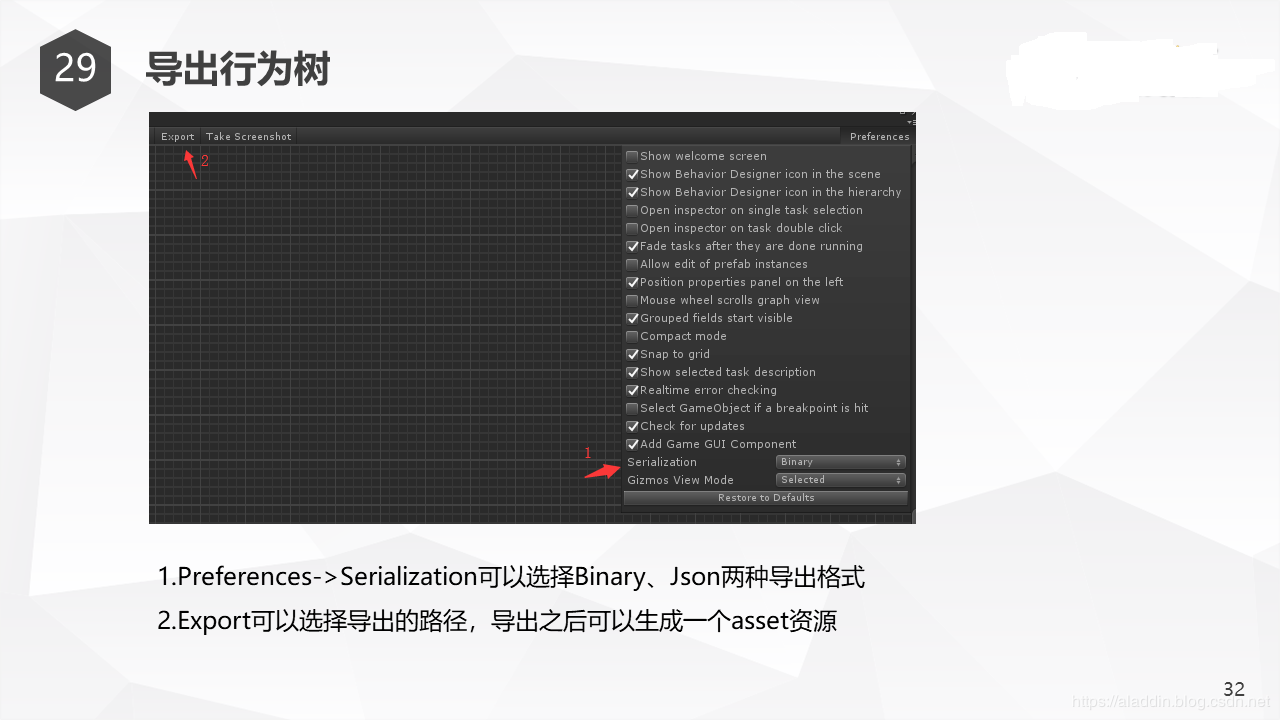 29
导出行为树
Export Take Screenshot Preferences
2
Show welcome screen
Show Behavior Designer icon in the scene
Show Behavior Designer icon in the hierarchy
Open inspector on single task selection
Open inspector on task double click
Fade tasks after they are done running
Allow edit of prefab instances
Position properties panel on the left
Mouse wheel scrolls graph view
Grouped fields start visible
Compact mode
Snap to grid
Show selected task description
Realtime error checking
Select GameObject if a breakpoint is hit
Check for updates
Add Game GUI Component
1
Serialization Binary
Gizmos View Mode Selected
Restore to Defaults
1.Preferences->Serialization可以选择Binary、Json两种导出格式
2.Export可以选择导出的路径，导出之后可以生成一个asset资源
32
https://aladdin.blog.csdn.net